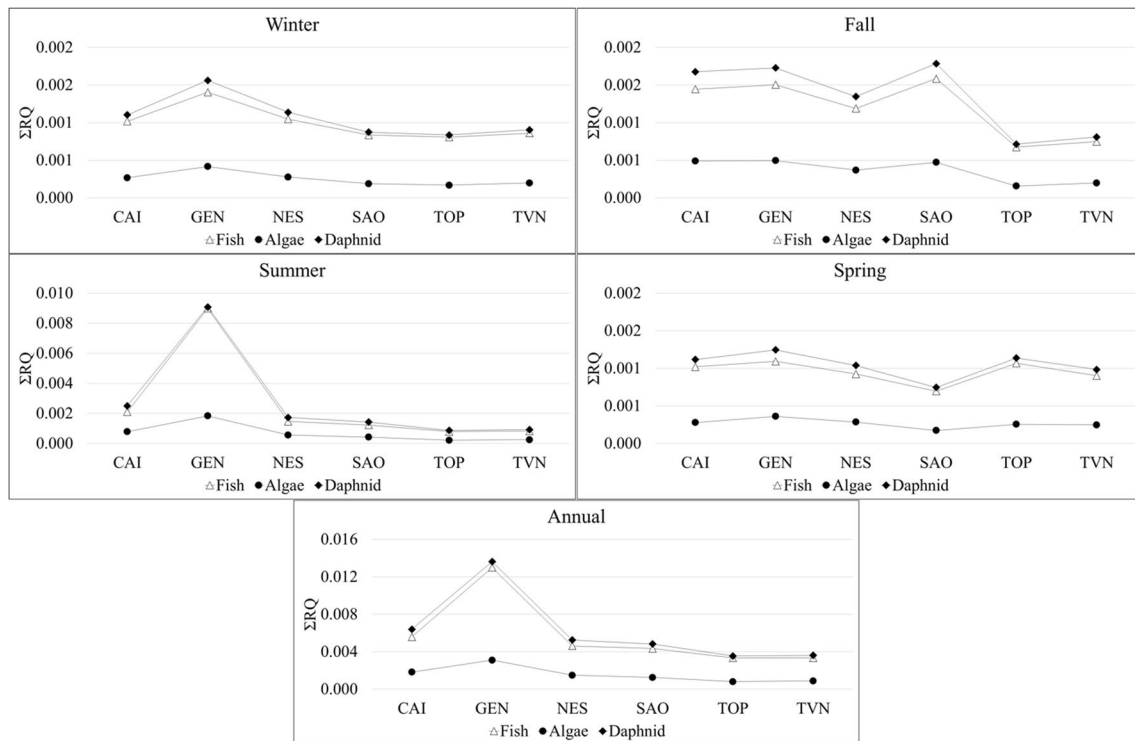 Winter
0.002
0.002
0.001
0.001
0.000
ΣRQ
CAI GEN NES SAO TOP TVN
Fish Algae Daphnid
Fall
0.002
0.002
0.001
0.001
0.000
ΣRQ
CAI GEN NES SAO TOP TVN
Fish Algae Daphnid
Summer
0.010
0.008
0.006
0.004
0.002
0.000
ΣRQ
CAI GEN NES SAO TOP TVN
Fish Algae Daphnid
Spring
0.002
0.002
0.001
0.001
0.000
ΣRQ
CAI GEN NES SAO TOP TVN
Fish Algae Daphnid
Annual
0.016
0.012
0.008
0.004
0.000
ΣRQ
CAI GEN NES SAO TOP TVN
Fish Algae Daphnid